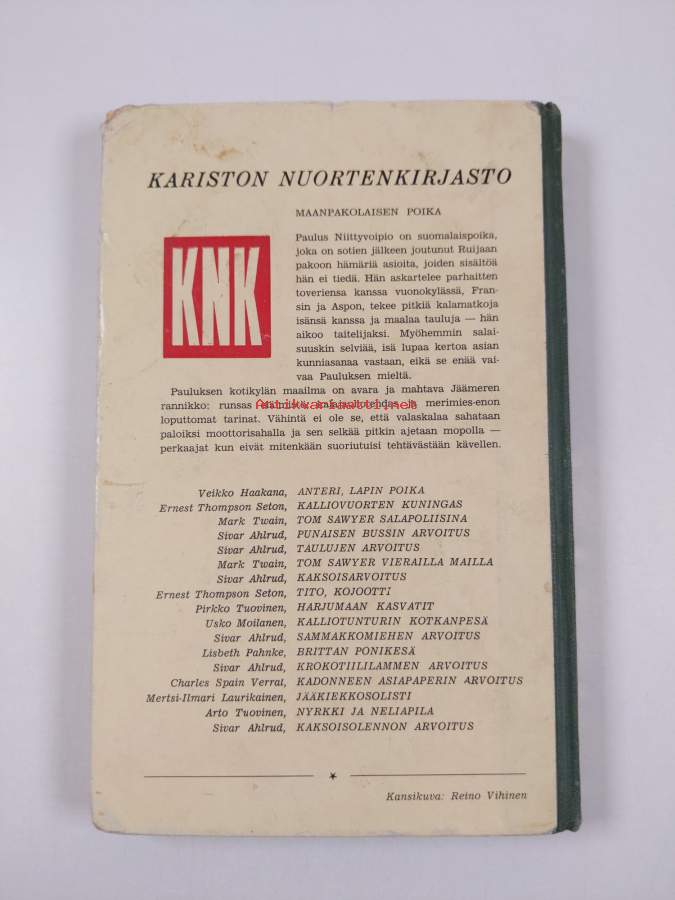 KARISTON NUORTENKIRJASTO
MAANPAKOLAISEN POIKA
KNK
Paulus Niittyvoipio on suomalaispoika,
joka on sotien jälkeen joutunut Ruijaan
pakoon hämäriä asioita, joiden sisältöä
hän ei tiedä. Hän askartelee parhaitten
toveriensa kanssa vuonokylässä, Fran-
sin ja Aspon, tekee pitkiä kalamatkoja
isänsä kanssa ja maalaa tauluja — hän
aikoo taiteilijaksi. Myöhemmin salai-
suuskin selviää, isä lupaa kertoa asian
kunniasanaa vastaan, eikä se enää vai-
vaa Pauluksen mieltä.
Pauluksen kotikylän maailma on avara ja mahtava Jäämeren
rannikko: runsas merimies-enon
Antikvariaatti.net
loputtomat tarinat. Vähintä ei ole se, että valaskalaa sahataan
paloiksi moottorisahalla ja sen selkää pitkin ajetaan mopolla —
perkaajat kun eivät mitenkään suoriutuisi tehtävästään kävellen.
Veikko Haakana, ANTERI, LAPIN POIKA
Ernest Thompson Seton, KALLIOVUORTEN KUNINGAS
Mark Twain, TOM SAWYER SALAPOLIISINA
Sivar Ahlrud, PUNAISEN BUSSIN ARVOITUS
Sivar Ahlrud, TAULUJEN ARVOITUS
Mark Twain, TOM SAWYER VIERAILLA MAILLA
Sivar Ahlrud, KAKSOISARVOITUS
Ernest Thompson Seton, TITO, KOJOOTTI
Pirkko Tuovinen, HARJUMAAN KASVATIT
Usko Moilanen, KALLIOTUNTURIN KOTKANPESÄ
Sivar Ahlrud, SAMMAKKOMIEHEN ARVOITUS
Lisbeth Pahnke, BRITTAN PONIKESÄ
Sivar Ahlrud, KROKOTIILILAMMEN ARVOITUS
Charles Spain Verral, KADONNEEN ASIAPAPERIN ARVOITUS
Mertsi-Ilmari Laurikainen, JÄÄKIEKKOSOLISTI
Arto Tuovinen, NYRKKI JA NELIAPILA
Sivar Ahlrud, KAKSOISOLENNON ARVOITUS
Kansikuva: Reino Vihinen